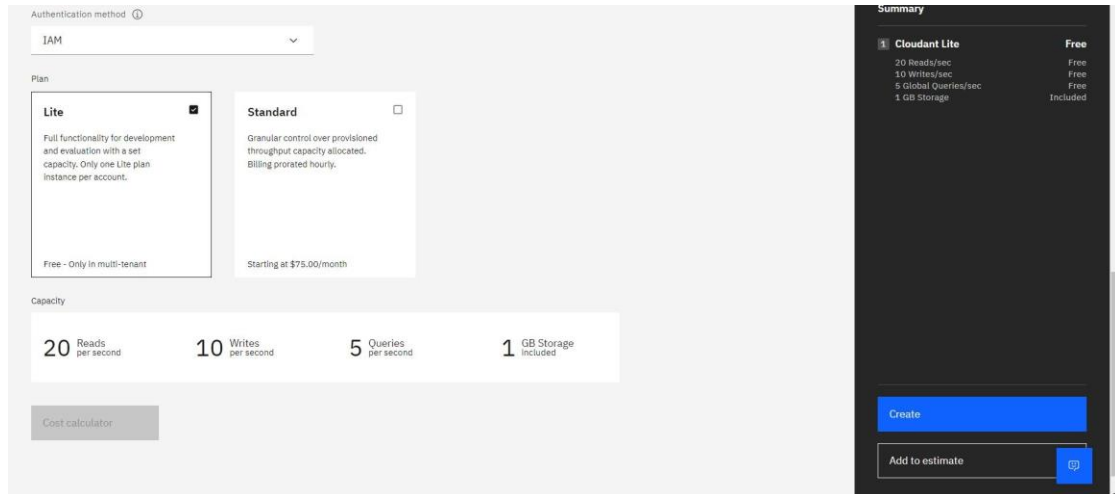 Authentication method
IAM
Plan
Lite
Full functionality for development
and evaluation with a set
capacity. Only one Lite plan
instance per account.
Free - Only in multi-tenant
Standard
Granular control over provisioned
throughput capacity allocated.
Billing prorated hourly.
Starting at $75.00/month
Capacity
20 Reads per second
10 Writes per second
5 Queries per second
1 GB Storage included
Cost calculator
Summary
1 Cloudant Lite Free
20 Reads/sec Free
10 Writes/sec Free
5 Global Queries/sec Free
1 GB Storage Included
Create
Add to estimate